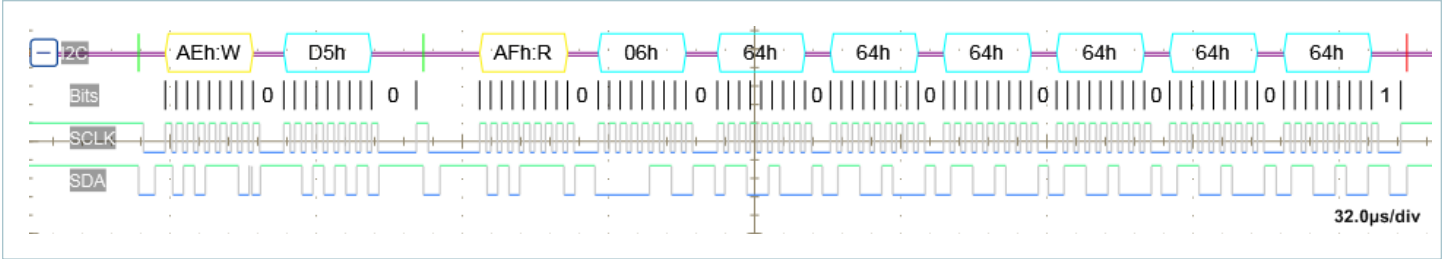 I2C AEh:W D5h AFh:R 06h 64h 64h 64h 64h 64h 64h
Bits 0 0 0 0 0 0 0 0 0 1
SCLK
SDA
32.0µs/div